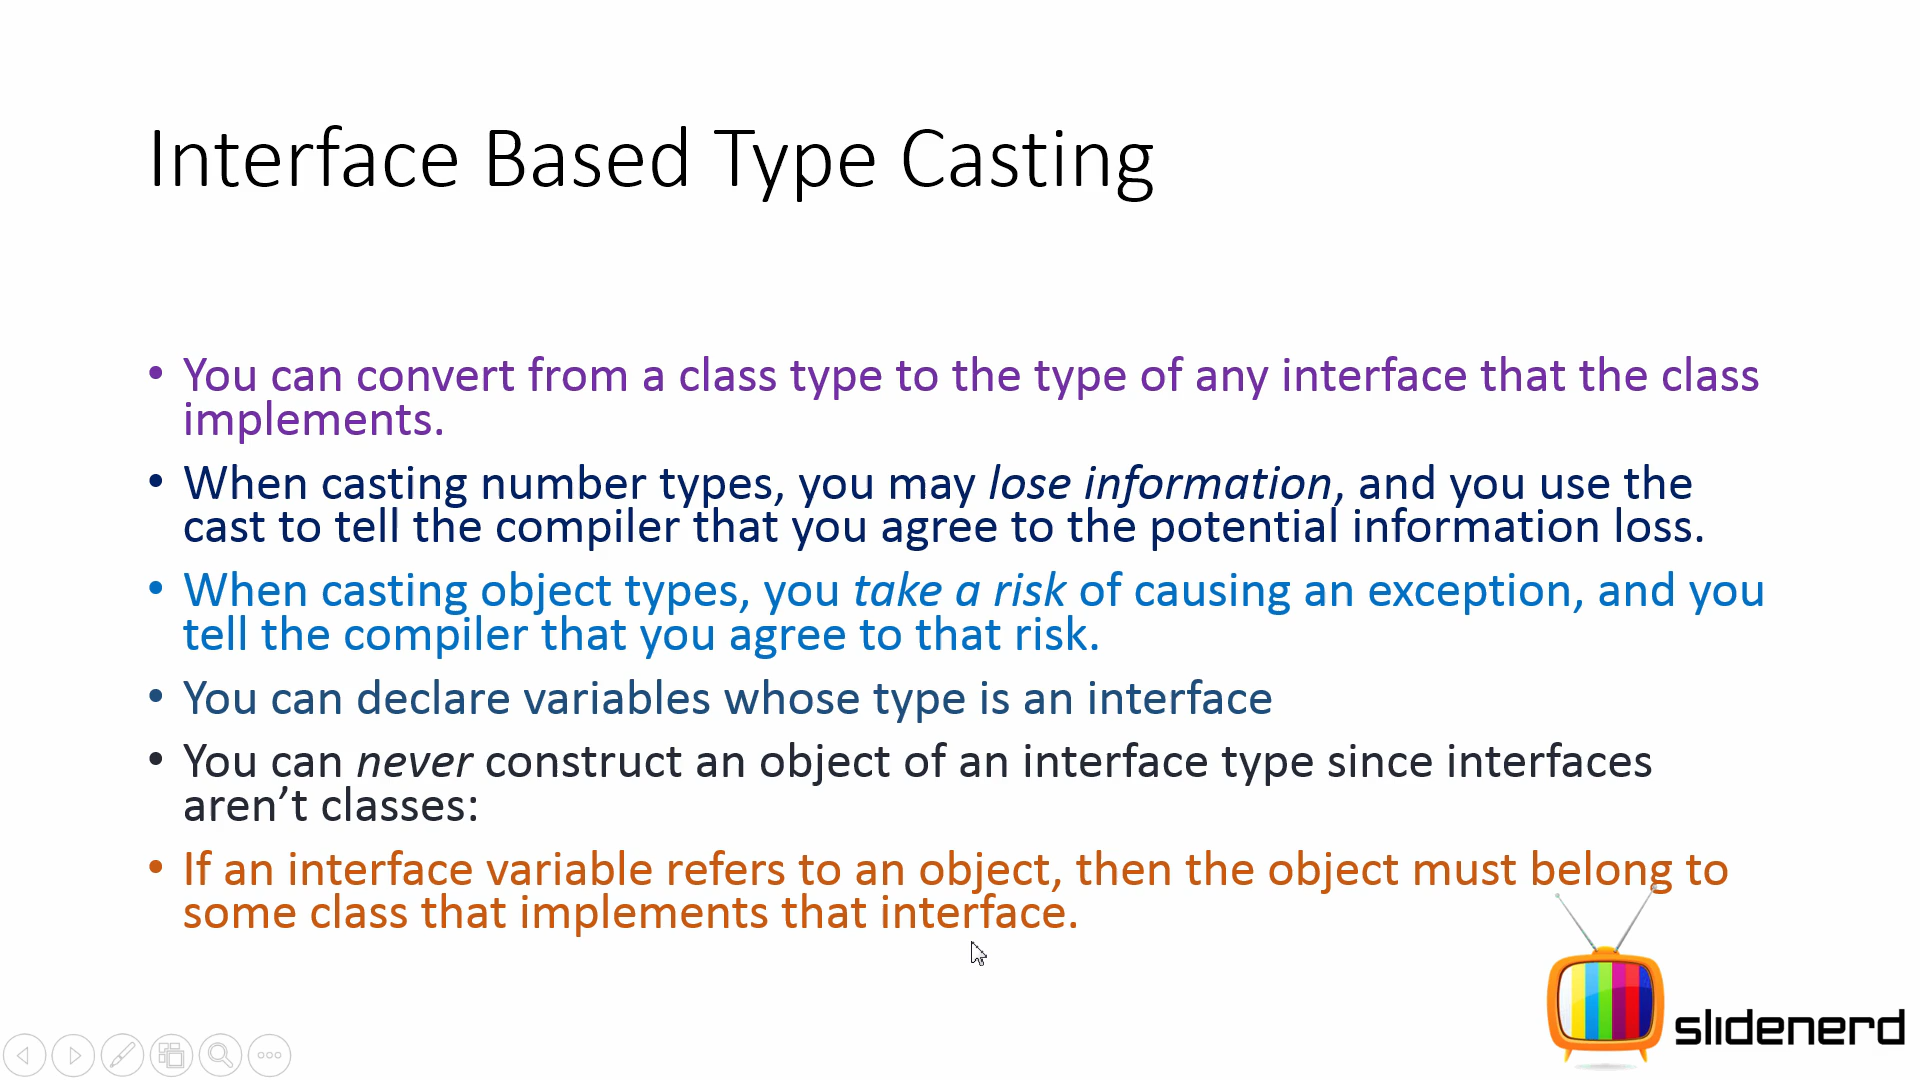 Interface Based Type Casting
• You can convert from a class type to the type of any interface that the class
implements.
• When casting number types, you may lose information, and you use the
cast to tell the compiler that you agree to the potential information loss.
• When casting object types, you take a risk of causing an exception, and you
tell the compiler that you agree to that risk.
• You can declare variables whose type is an interface
• You can never construct an object of an interface type since interfaces
aren’t classes:
• If an interface variable refers to an object, then the object must belong to
some class that implements that interface.
slidenerd